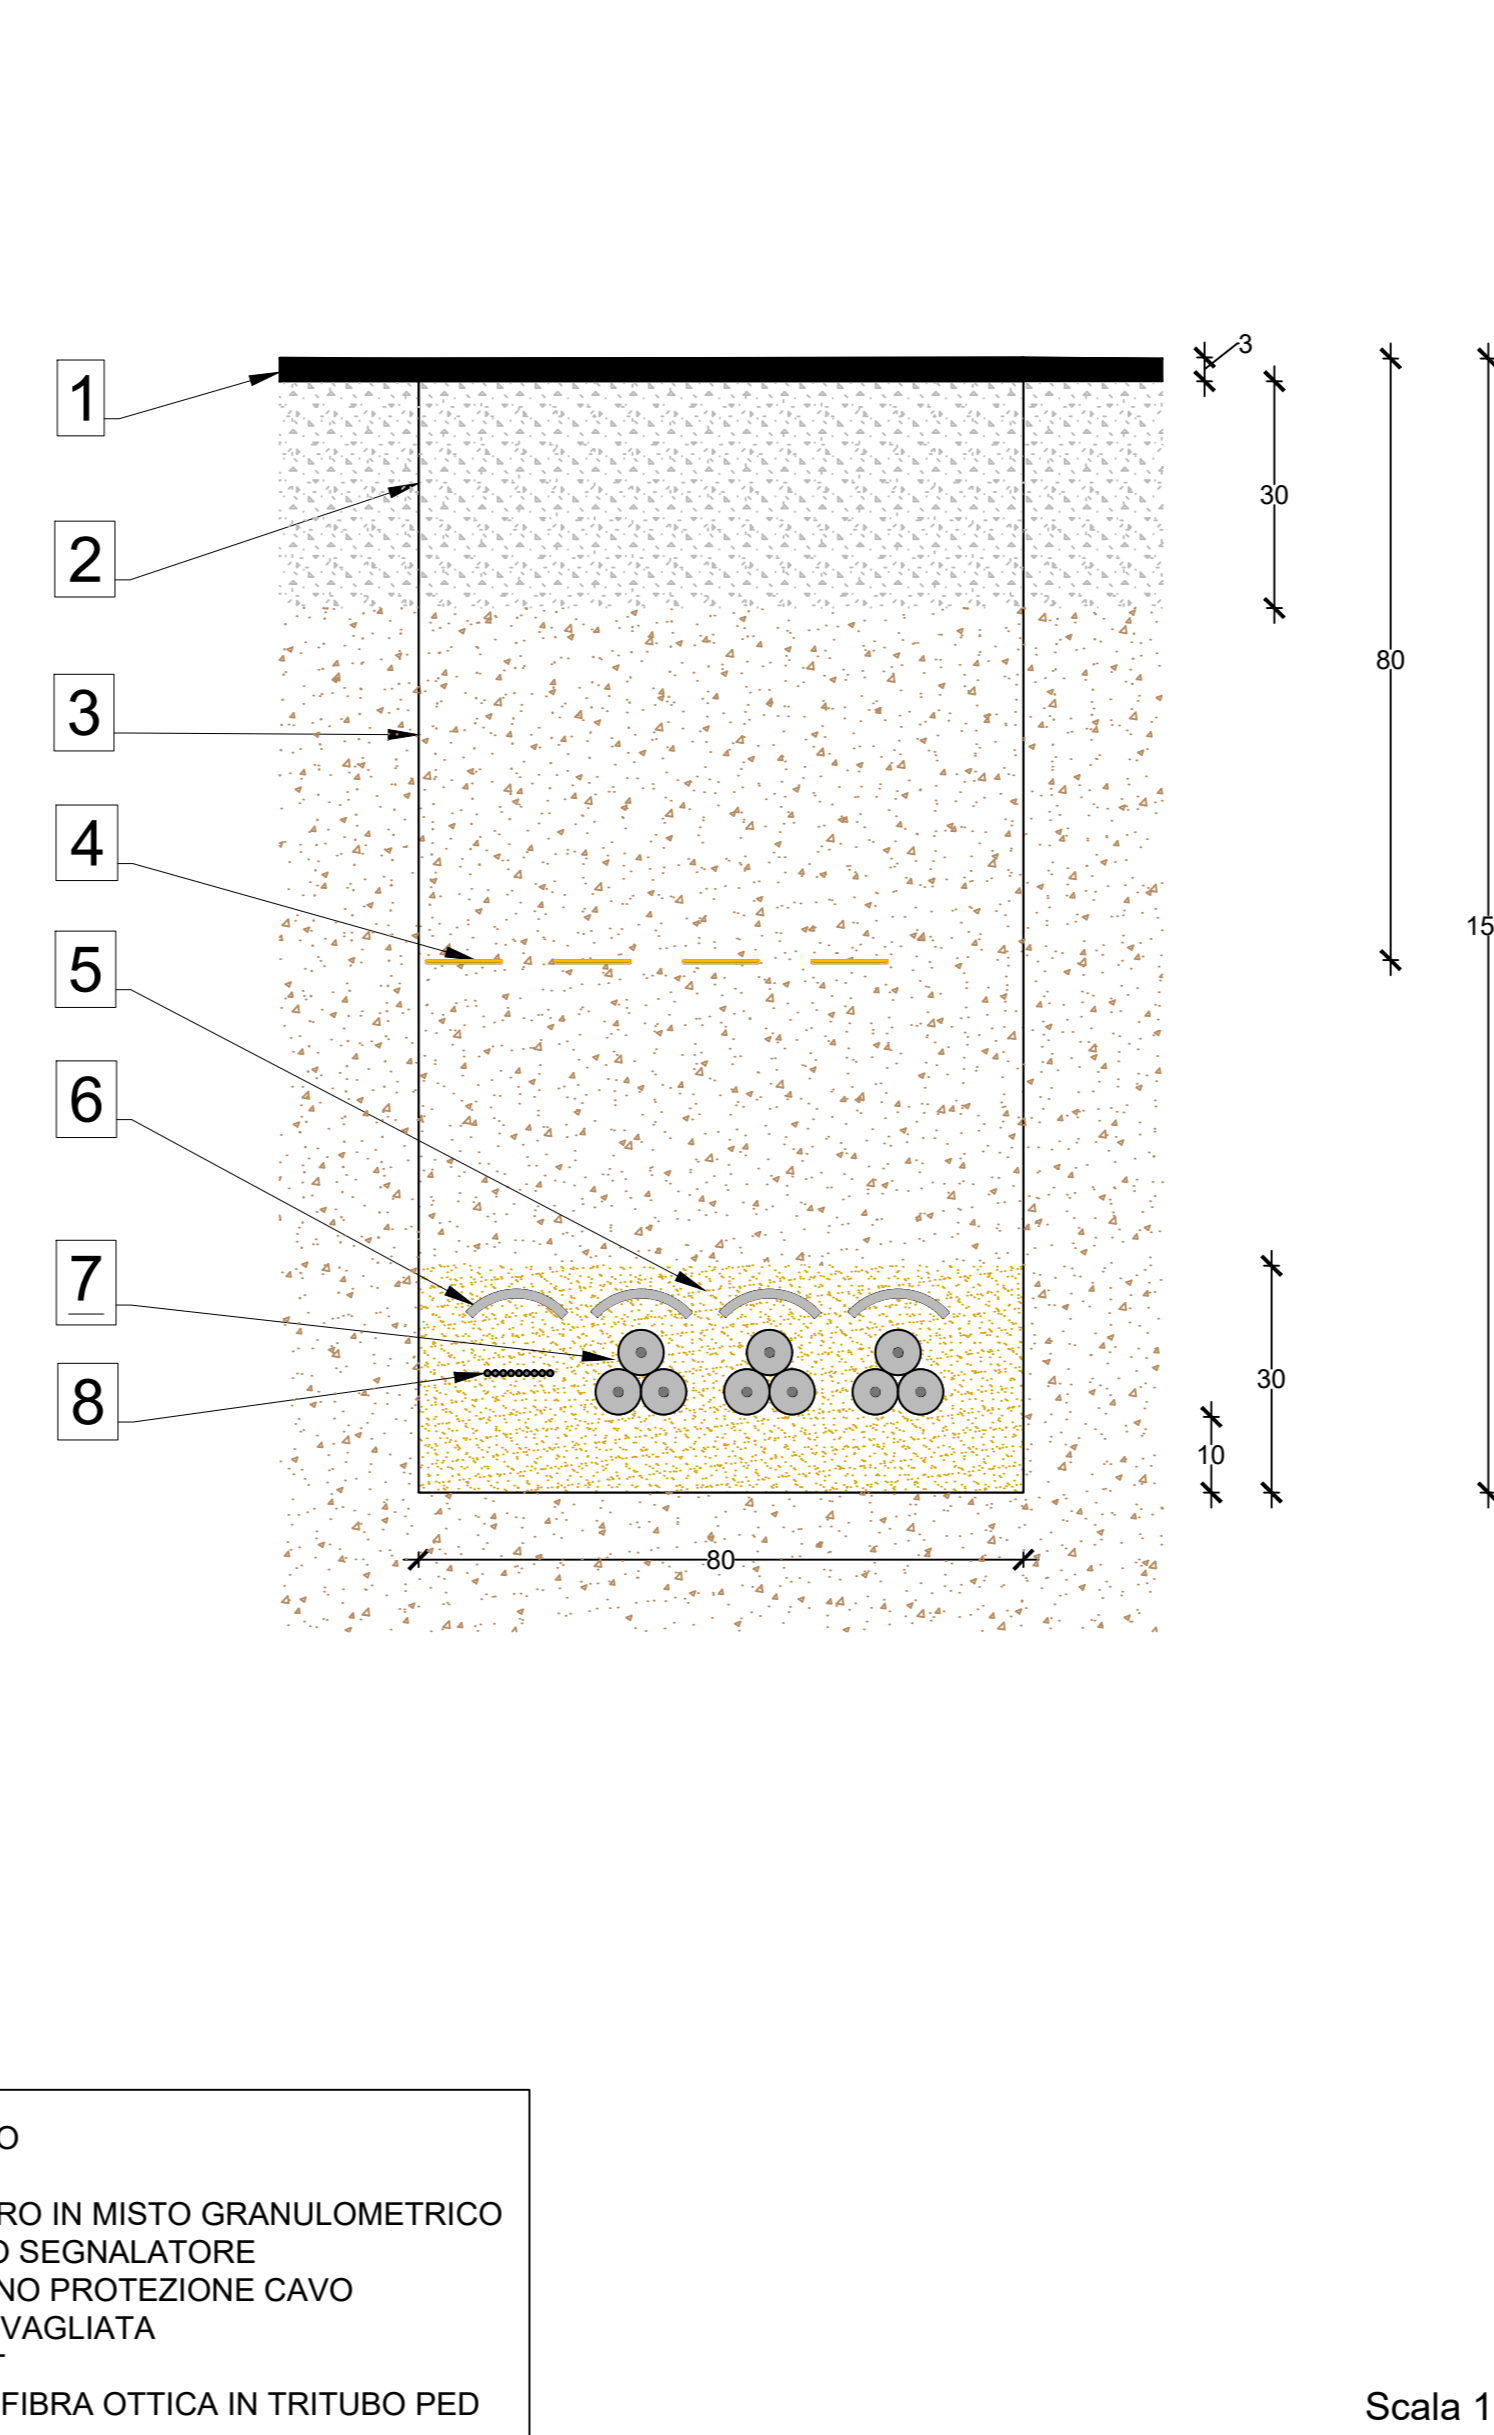 3
1
30
2
80
3
4
15
5
6
7
30
8
10
80
O
RO IN MISTO GRANULOMETRICO
O SEGNALATORE
NO PROTEZIONE CAVO
VAGLIATA
FIBRA OTTICA IN TRITUBO PED
Scala 1